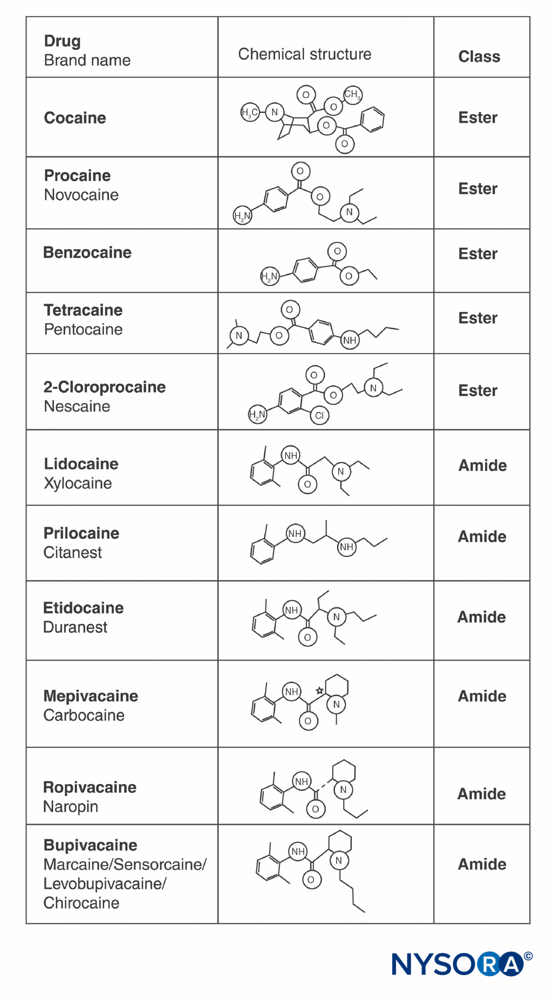 Drug
Brand name
Chemical structure
Class
Cocaine
H₃C
N
O
O
CH₃
O
O
Ester
Procaine
Novocaine
O
O
N
H₂N
Ester
Benzocaine
O
H₂N
O
Ester
Tetracaine
Pentocaine
O
N
O
NH
Ester
2-Cloroprocaine
Nescaine
O
O
N
H₂N
Cl
Ester
Lidocaine
Xylocaine
NH
N
O
Amide
Prilocaine
Citanest
NH
NH
Amide
Etidocaine
Duranest
NH
N
O
Amide
Mepivacaine
Carbocaine
NH
N
O
Amide
Ropivacaine
Naropin
NH
N
O
Amide
Bupivacaine
Marcaine/Sensorcaine/
Levobupivacaine/
Chirocaine
NH
N
O
Amide
NYSORA©